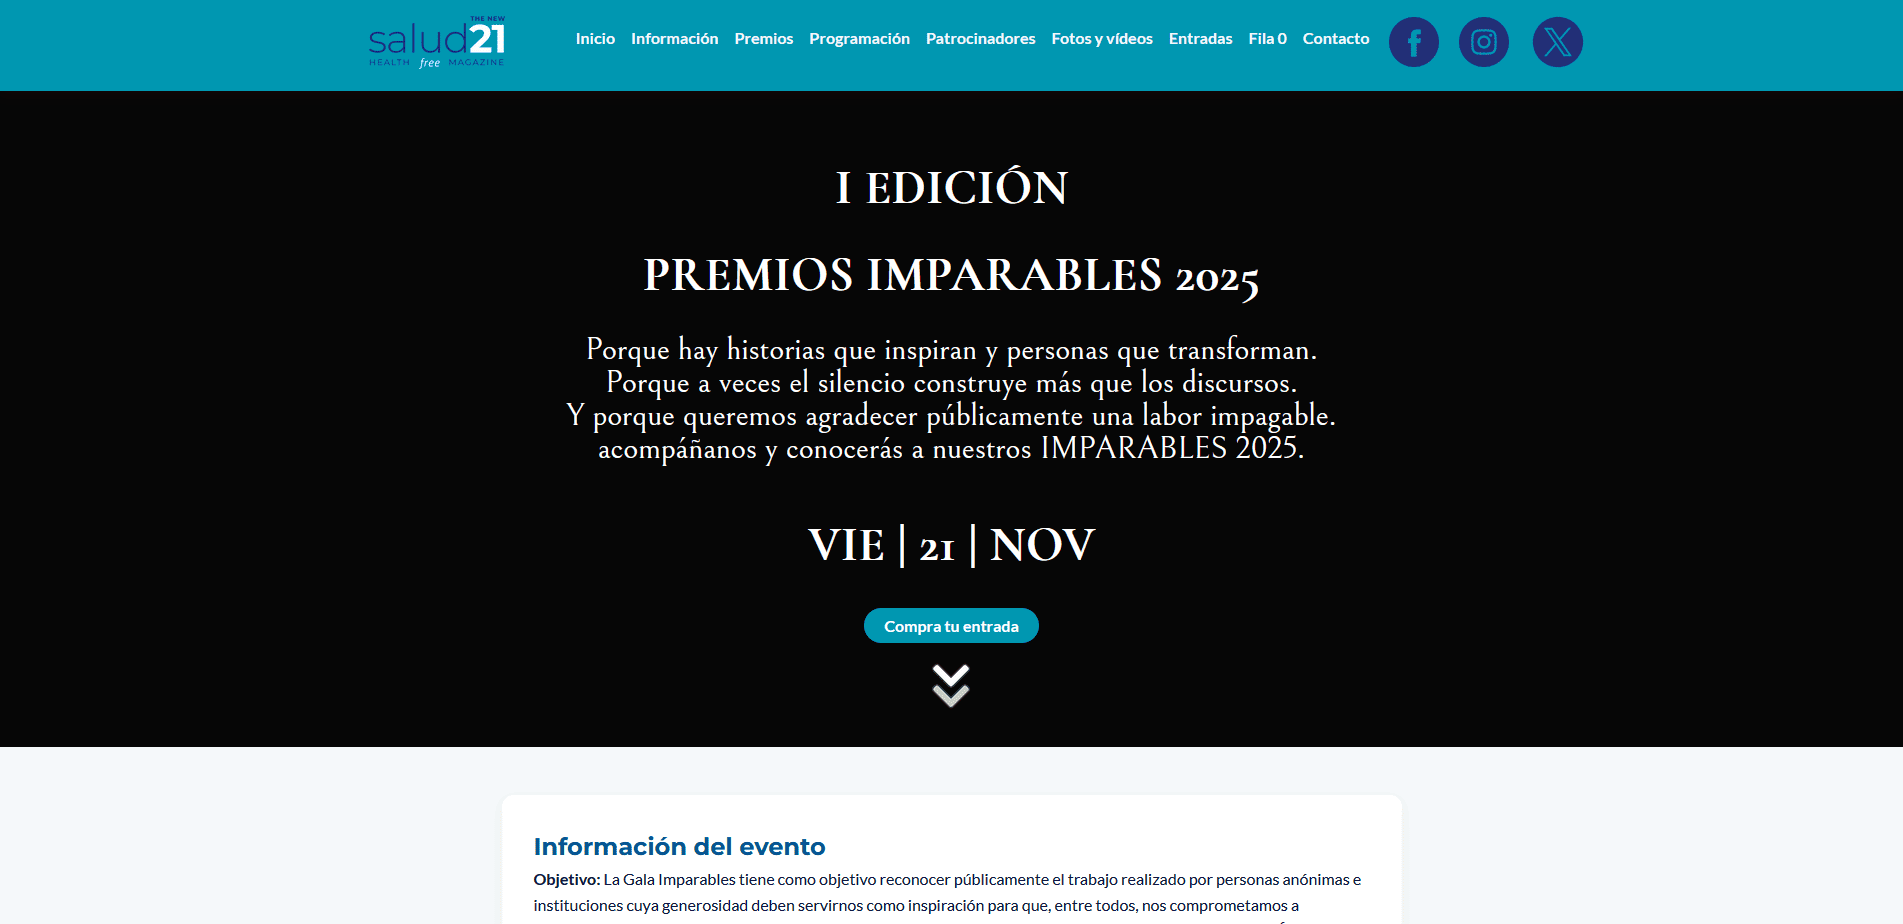 THE NEW
salud21
HEALTH free MAGAZINE
Inicio Información Premios Programación Patrocinadores Fotos y vídeos Entradas Fila 0 Contacto
I EDICIÓN
PREMIOS IMPARABLES 2025
Porque hay historias que inspiran y personas que transforman.
Porque a veces el silencio construye más que los discursos.
Y porque queremos agradecer públicamente una labor impagable.
acompáñanos y conocerás a nuestros IMPARABLES 2025.
VIE | 21 | NOV
Compra tu entrada
Información del evento
Objetivo: La Gala Imparables tiene como objetivo reconocer públicamente el trabajo realizado por personas anónimas e
instituciones cuya generosidad deben servirnos como inspiración para que, entre todos, nos comprometamos a